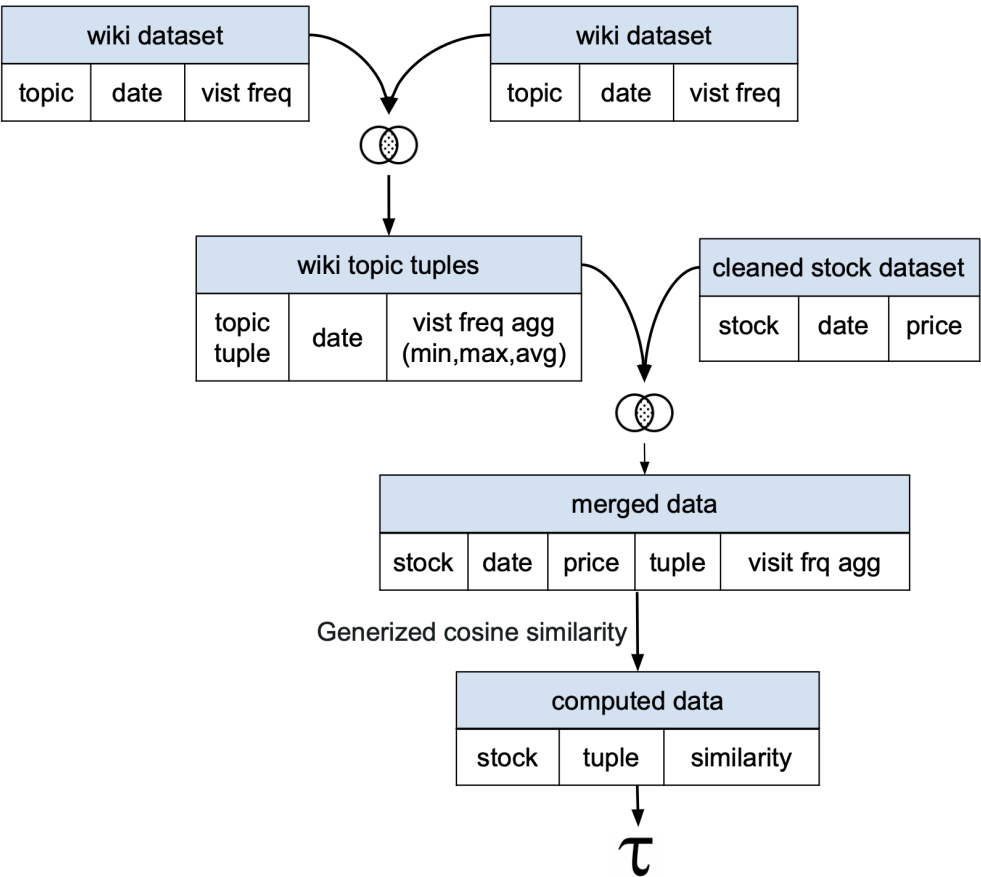 wiki dataset
topic date vist freq
wiki dataset
topic date vist freq
wiki topic tuples
topic
tuple
date
vist freq agg
(min,max,avg)
cleaned stock dataset
stock date price
merged data
stock date price tuple visit frq agg
Generized cosine similarity
computed data
stock tuple similarity
τ